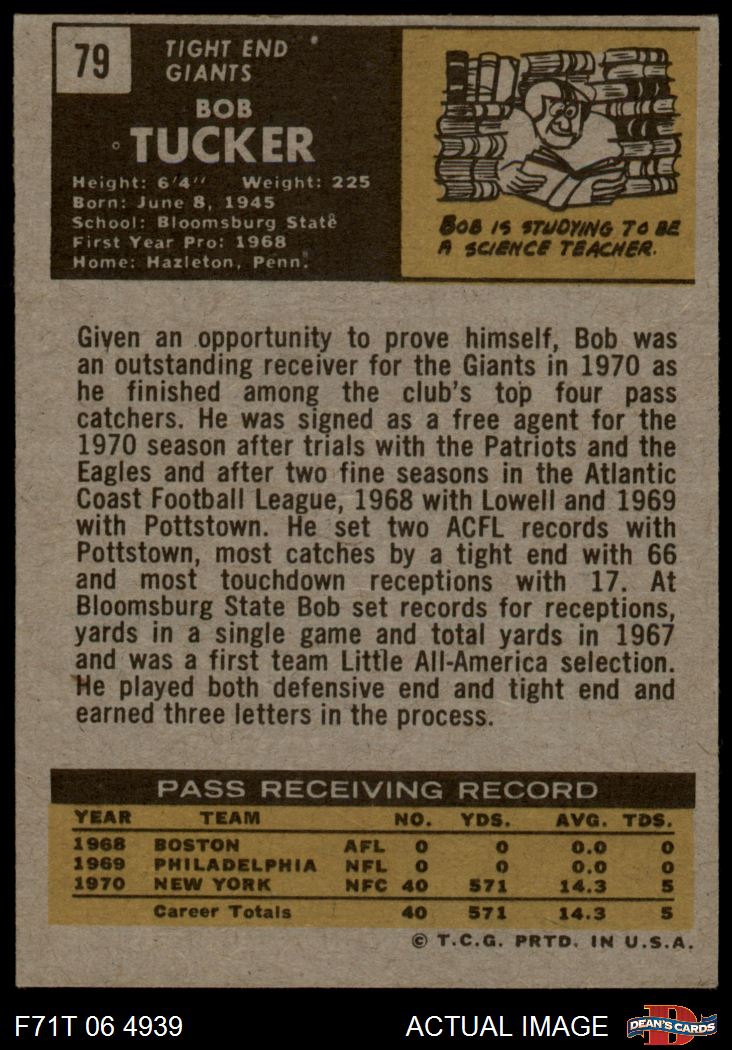 79
TIGHT END
GIANTS
BOB
TUCKER
Height: 6'4" Weight: 225
Born: June 8, 1945
School: Bloomsburg State
First Year Pro: 1968
Home: Hazleton, Penn.
BOB IS STUDYING TO BE
A SCIENCE TEACHER.
Given an opportunity to prove himself, Bob was
an outstanding receiver for the Giants in 1970 as
he finished among the club's top four pass
catchers. He was signed as a free agent for the
1970 season after trials with the Patriots and the
Eagles and after two fine seasons in the Atlantic
Coast Football League, 1968 with Lowell and 1969
with Pottstown. He set two ACFL records with
Pottstown, most catches by a tight end with 66
and most touchdown receptions with 17. At
Bloomsburg State Bob set records for receptions,
yards in a single game and total yards in 1967
and was a first team Little All-America selection.
He played both defensive end and tight end and
earned three letters in the process.
PASS RECEIVING RECORD
YEAR TEAM NO. YDS. AVG. TDS.
1968 BOSTON AFL 0 0 0.0 0
1969 PHILADELPHIA NFL 0 0 0.0 0
1970 NEW YORK NFC 40 571 14.3 5
Career Totals 40 571 14.3 5
© T.C.G. PRTD. IN U.S.A.
F71T 06 4939 ACTUAL IMAGE D DEAN'S CARDS